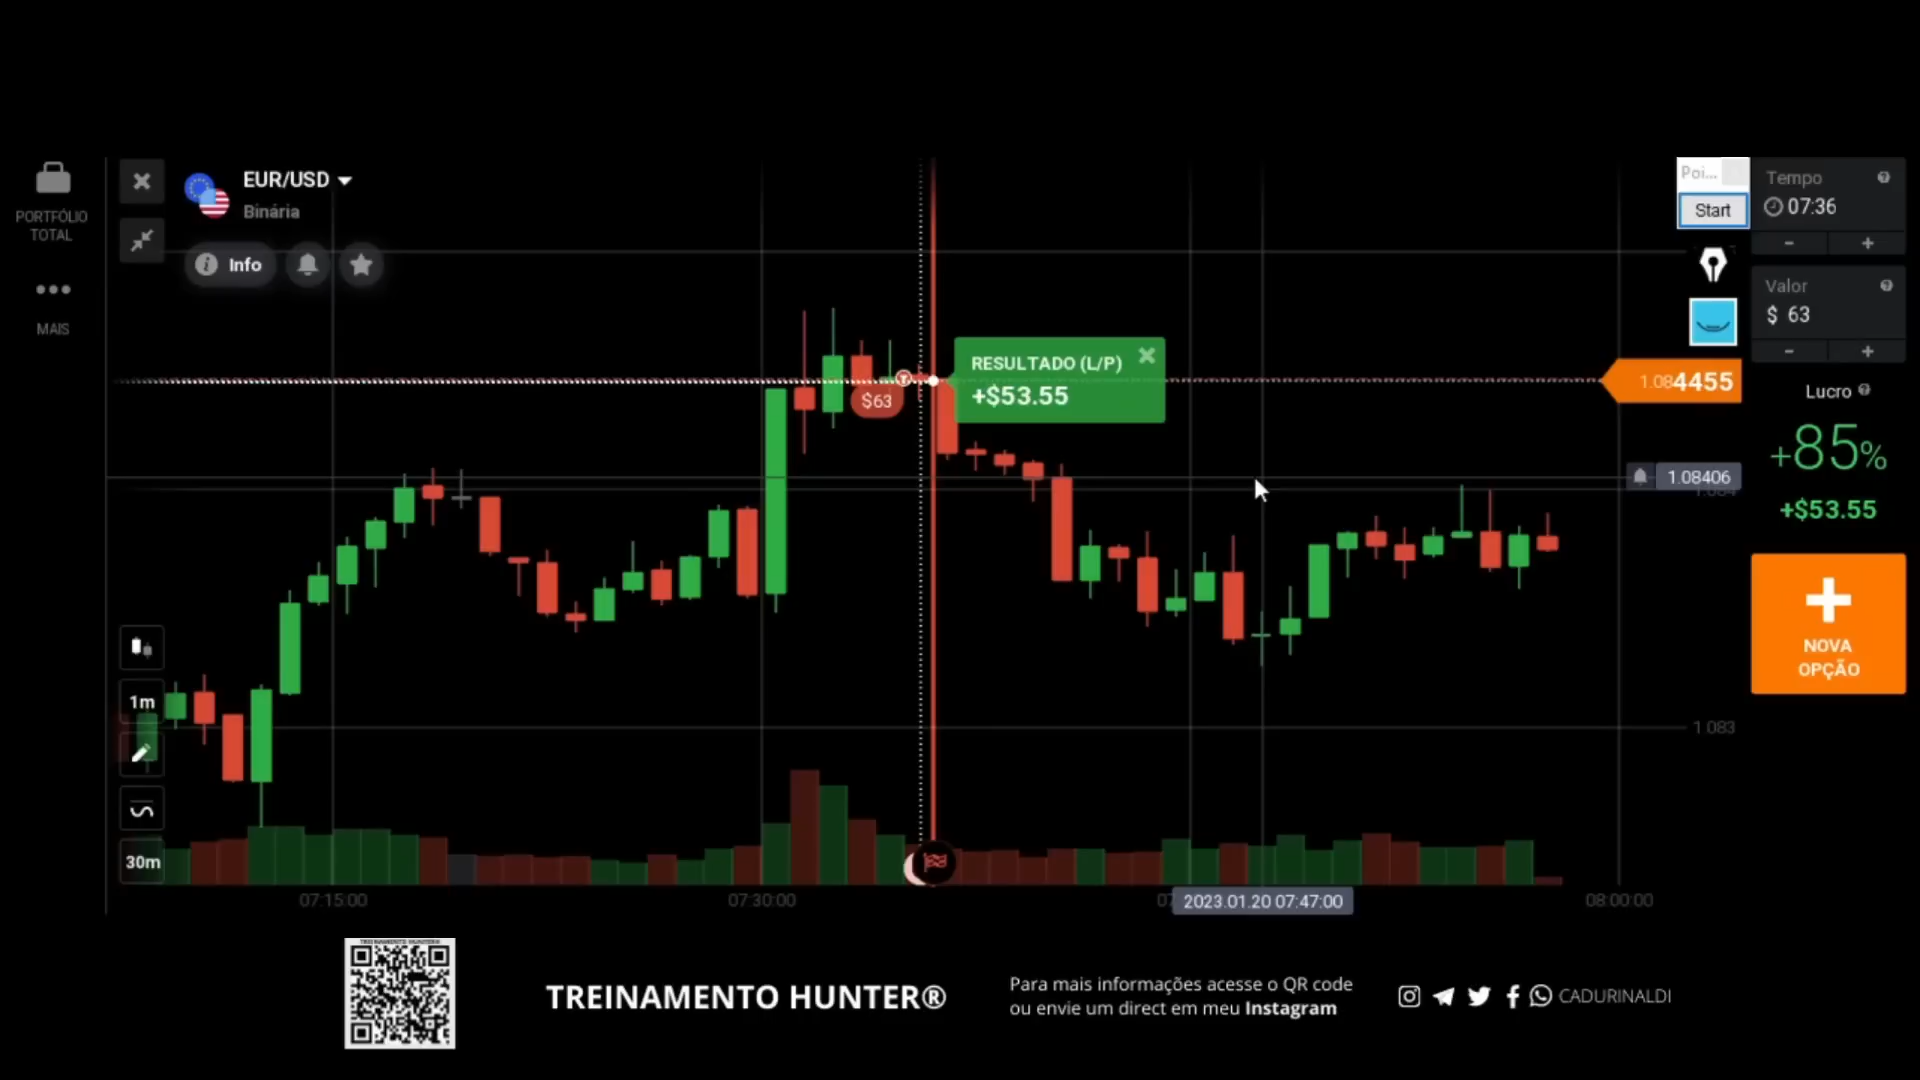 PORTFÓLIO
TOTAL
MAIS
EUR/USD
Binária
Info
1m
30m
$63
RESULTADO (L/P)
+$53.55
Poi...
Start
1.084455
1.08406
1.083
Tempo
07:36
-
+
Valor
$ 63
-
+
Lucro
+85%
+$53.55
NOVA
OPÇÃO
07:15:00
07:30:00
2023.01.20 07:47:00
08:00:00
TREINAMENTO HUNTER®
Para mais informações acesse o QR code
ou envie um direct em meu Instagram
CADURINALDI